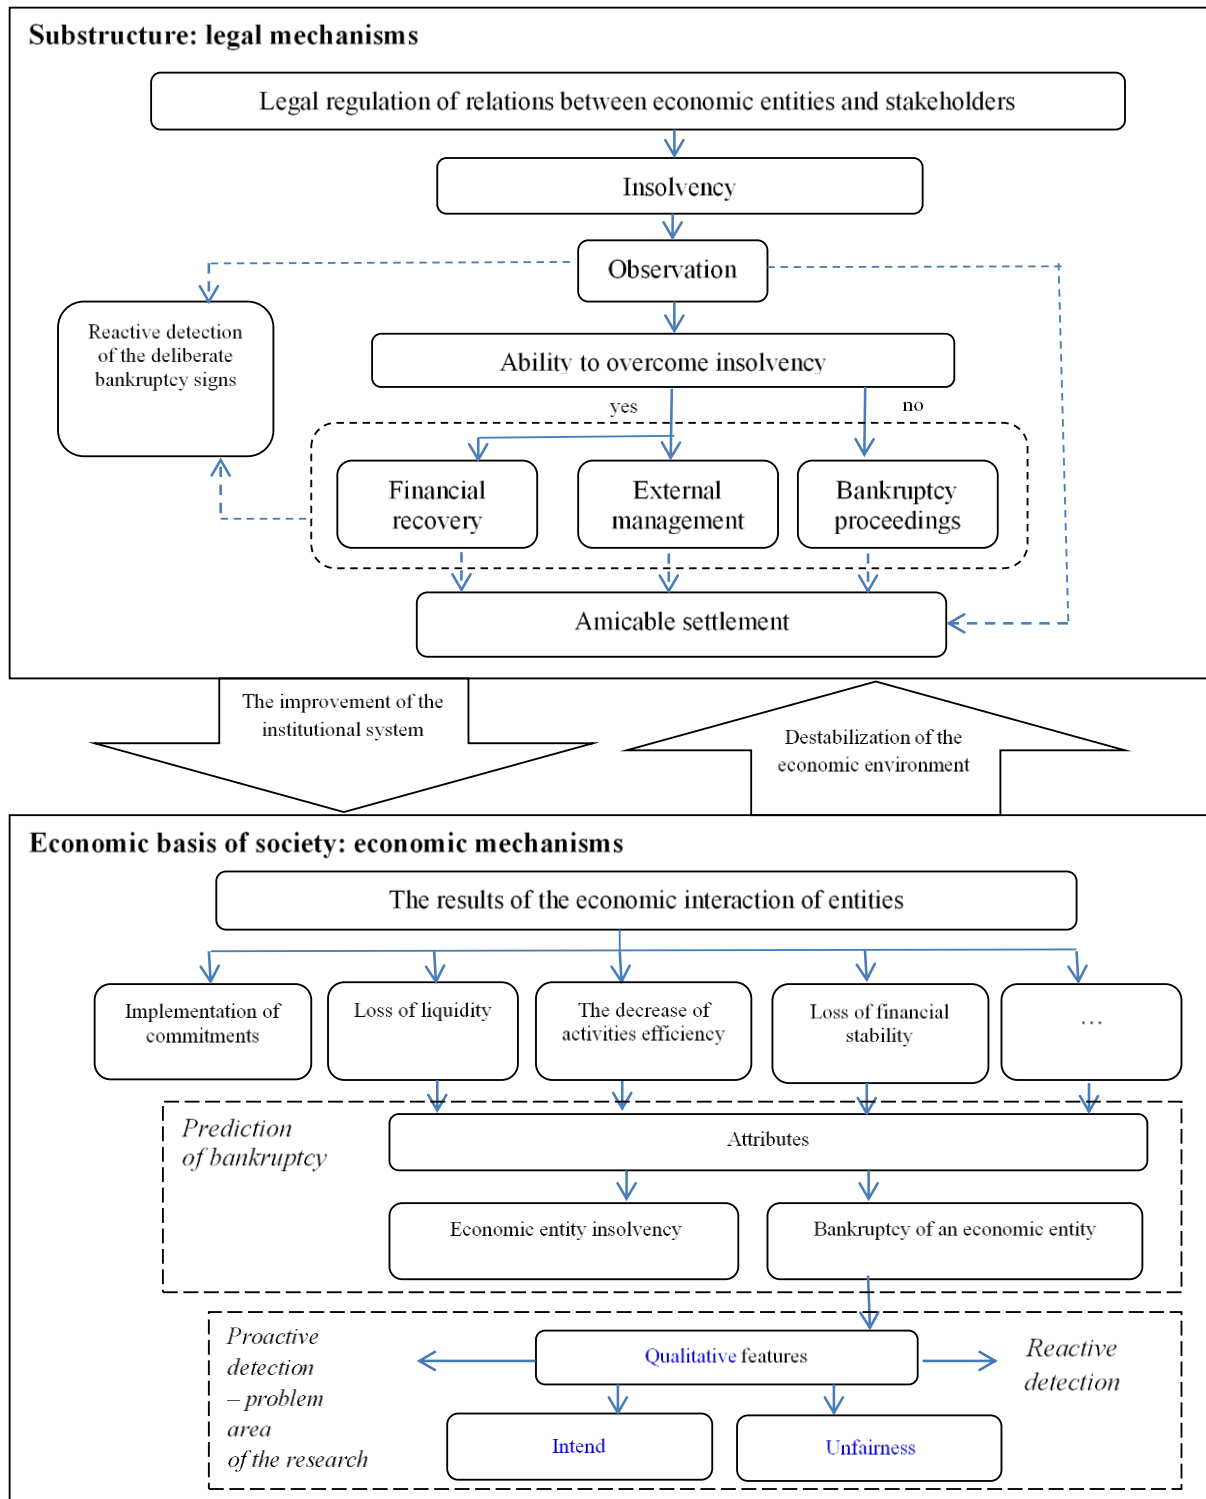 Substructure: legal mechanisms
Legal regulation of relations between economic entities and stakeholders
Insolvency
Observation
Reactive detection
of the deliberate
bankruptcy signs
Ability to overcome insolvency
yes
no
Financial
recovery
External
management
Bankruptcy
proceedings
Amicable settlement
The improvement of the
institutional system
Destabilization of the
economic environment
Economic basis of society: economic mechanisms
The results of the economic interaction of entities
Implementation of
commitments
Loss of liquidity
The decrease of
activities efficiency
Loss of financial
stability
…
Prediction
of bankruptcy
Attributes
Economic entity insolvency
Bankruptcy of an economic entity
Proactive
detection
– problem
area
of the research
Qualitative features
Reactive
detection
Intend
Unfairness